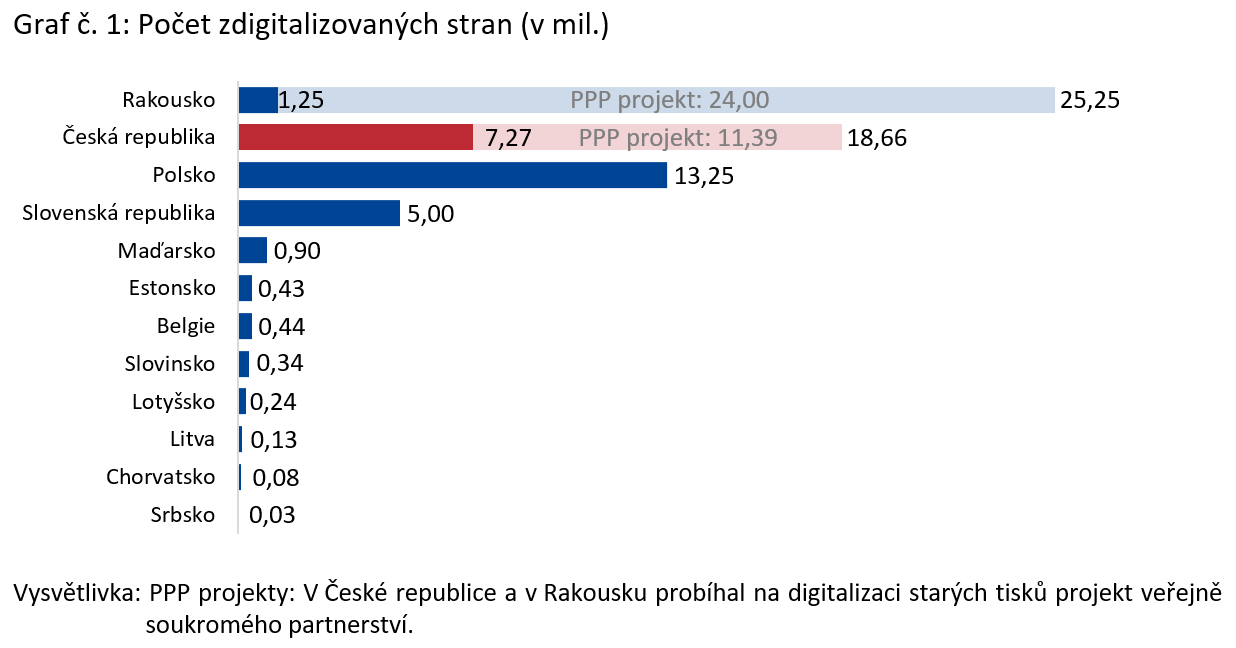 Graf č. 1: Počet zdigitalizovaných stran (v mil.)
Rakousko 1,25 PPP projekt: 24,00 25,25
Česká republika 7,27 PPP projekt: 11,39 18,66
Polsko 13,25
Slovenská republika 5,00
Maďarsko 0,90
Estonsko 0,43
Belgie 0,44
Slovinsko 0,34
Lotyšsko 0,24
Litva 0,13
Chorvatsko 0,08
Srbsko 0,03
Vysvětlivka: PPP projekty: V České republice a v Rakousku probíhal na digitalizaci starých tisků projekt veřejně
soukromého partnerství.